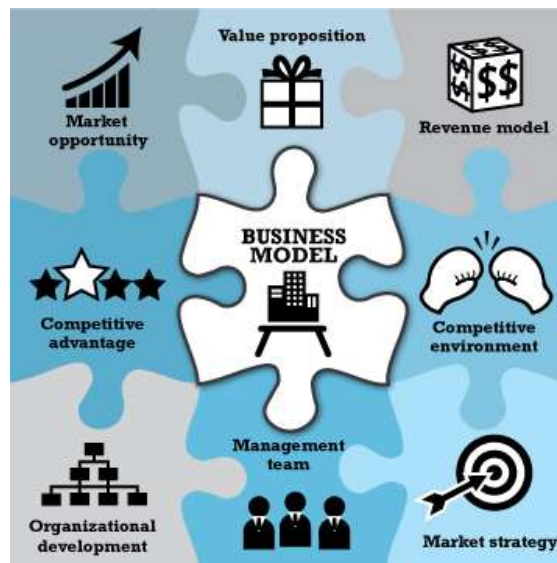 Value proposition
Market
opportunity
$ $ $ $ $$
Revenue model
BUSINESS
MODEL
Competitive
advantage
Competitive
environment
Management
team
Organizational
development
Market strategy